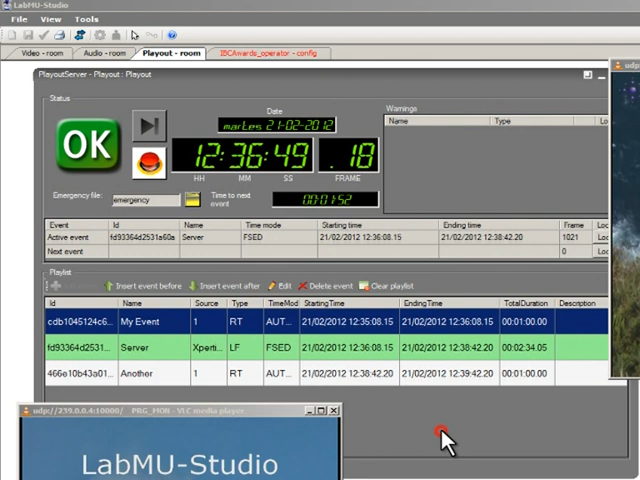 LabMU-Studio
File View Tools
Video - room Audio - room Playout - room IBCAwards_operator - config
PlayoutServer - Playout : Playout
udp
Status
OK
Date
martes 21-02-2012
12:36:49 .18
HH MM SS FRAME
Emergency file: emergency
Time to next event
00:01:52
Warnings
Name Type Lo
Event Id Name Time mode Starting time Ending time Frame Loc
Active event fd93364d2531a60a Server FSED 21/02/2012 12:36:08.15 21/02/2012 12:38:42.20 1021 Loc
Next event 0 Loc
Playlist
Insert event before Insert event after Edit Delete event Clear playlist
Id Name Source Type TimeMod StartingTime EndingTime TotalDuration Description
cdb1045124c6... My Event 1 RT AUT... 21/02/2012 12:35:08.15 21/02/2012 12:36:08.15 00:01:00.00
fd93364d2531... Server Xperti... LF FSED 21/02/2012 12:36:08.15 21/02/2012 12:38:42.20 00:02:34.05
466e10b43a01... Another 1 RT AUT... 21/02/2012 12:38:42.20 21/02/2012 12:39:42.20 00:01:00.00
udp://239.0.0.4:10000/ PRG_MOB - VLC media player
LabMU-Studio